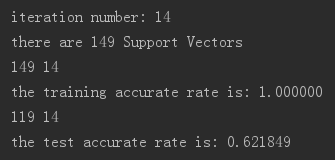 iteration number: 14
there are 149 Support Vectors
149 14
the training accurate rate is: 1.000000
119 14
the test accurate rate is: 0.621849